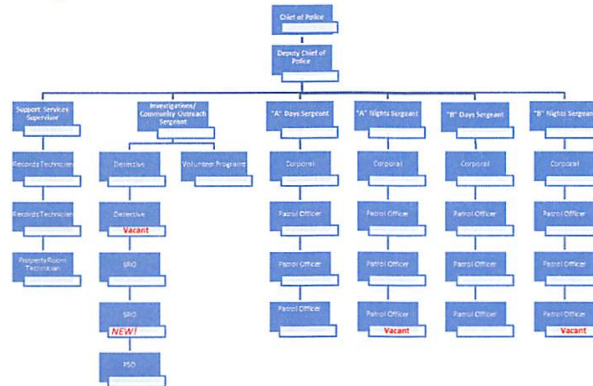 Chief of Police
Deputy Chief of
Police
Support Services
Supervisor
Investigations/
Community Outreach
Sergeant
"A" Days Sergeant
"A" Nights Sergeant
"B" Days Sergeant
"B" Nights Sergeant
Records Technician
Detective
Volunteer Programs
Corporal
Corporal
Corporal
Corporal
Records Technician
Detective
Vacant
Patrol Officer
Patrol Officer
Patrol Officer
Patrol Officer
Property Room
Technician
SRO
Patrol Officer
Patrol Officer
Patrol Officer
Patrol Officer
SRO
NEW!
Patrol Officer
Patrol Officer
Vacant
Patrol Officer
Patrol Officer
Vacant
PSO